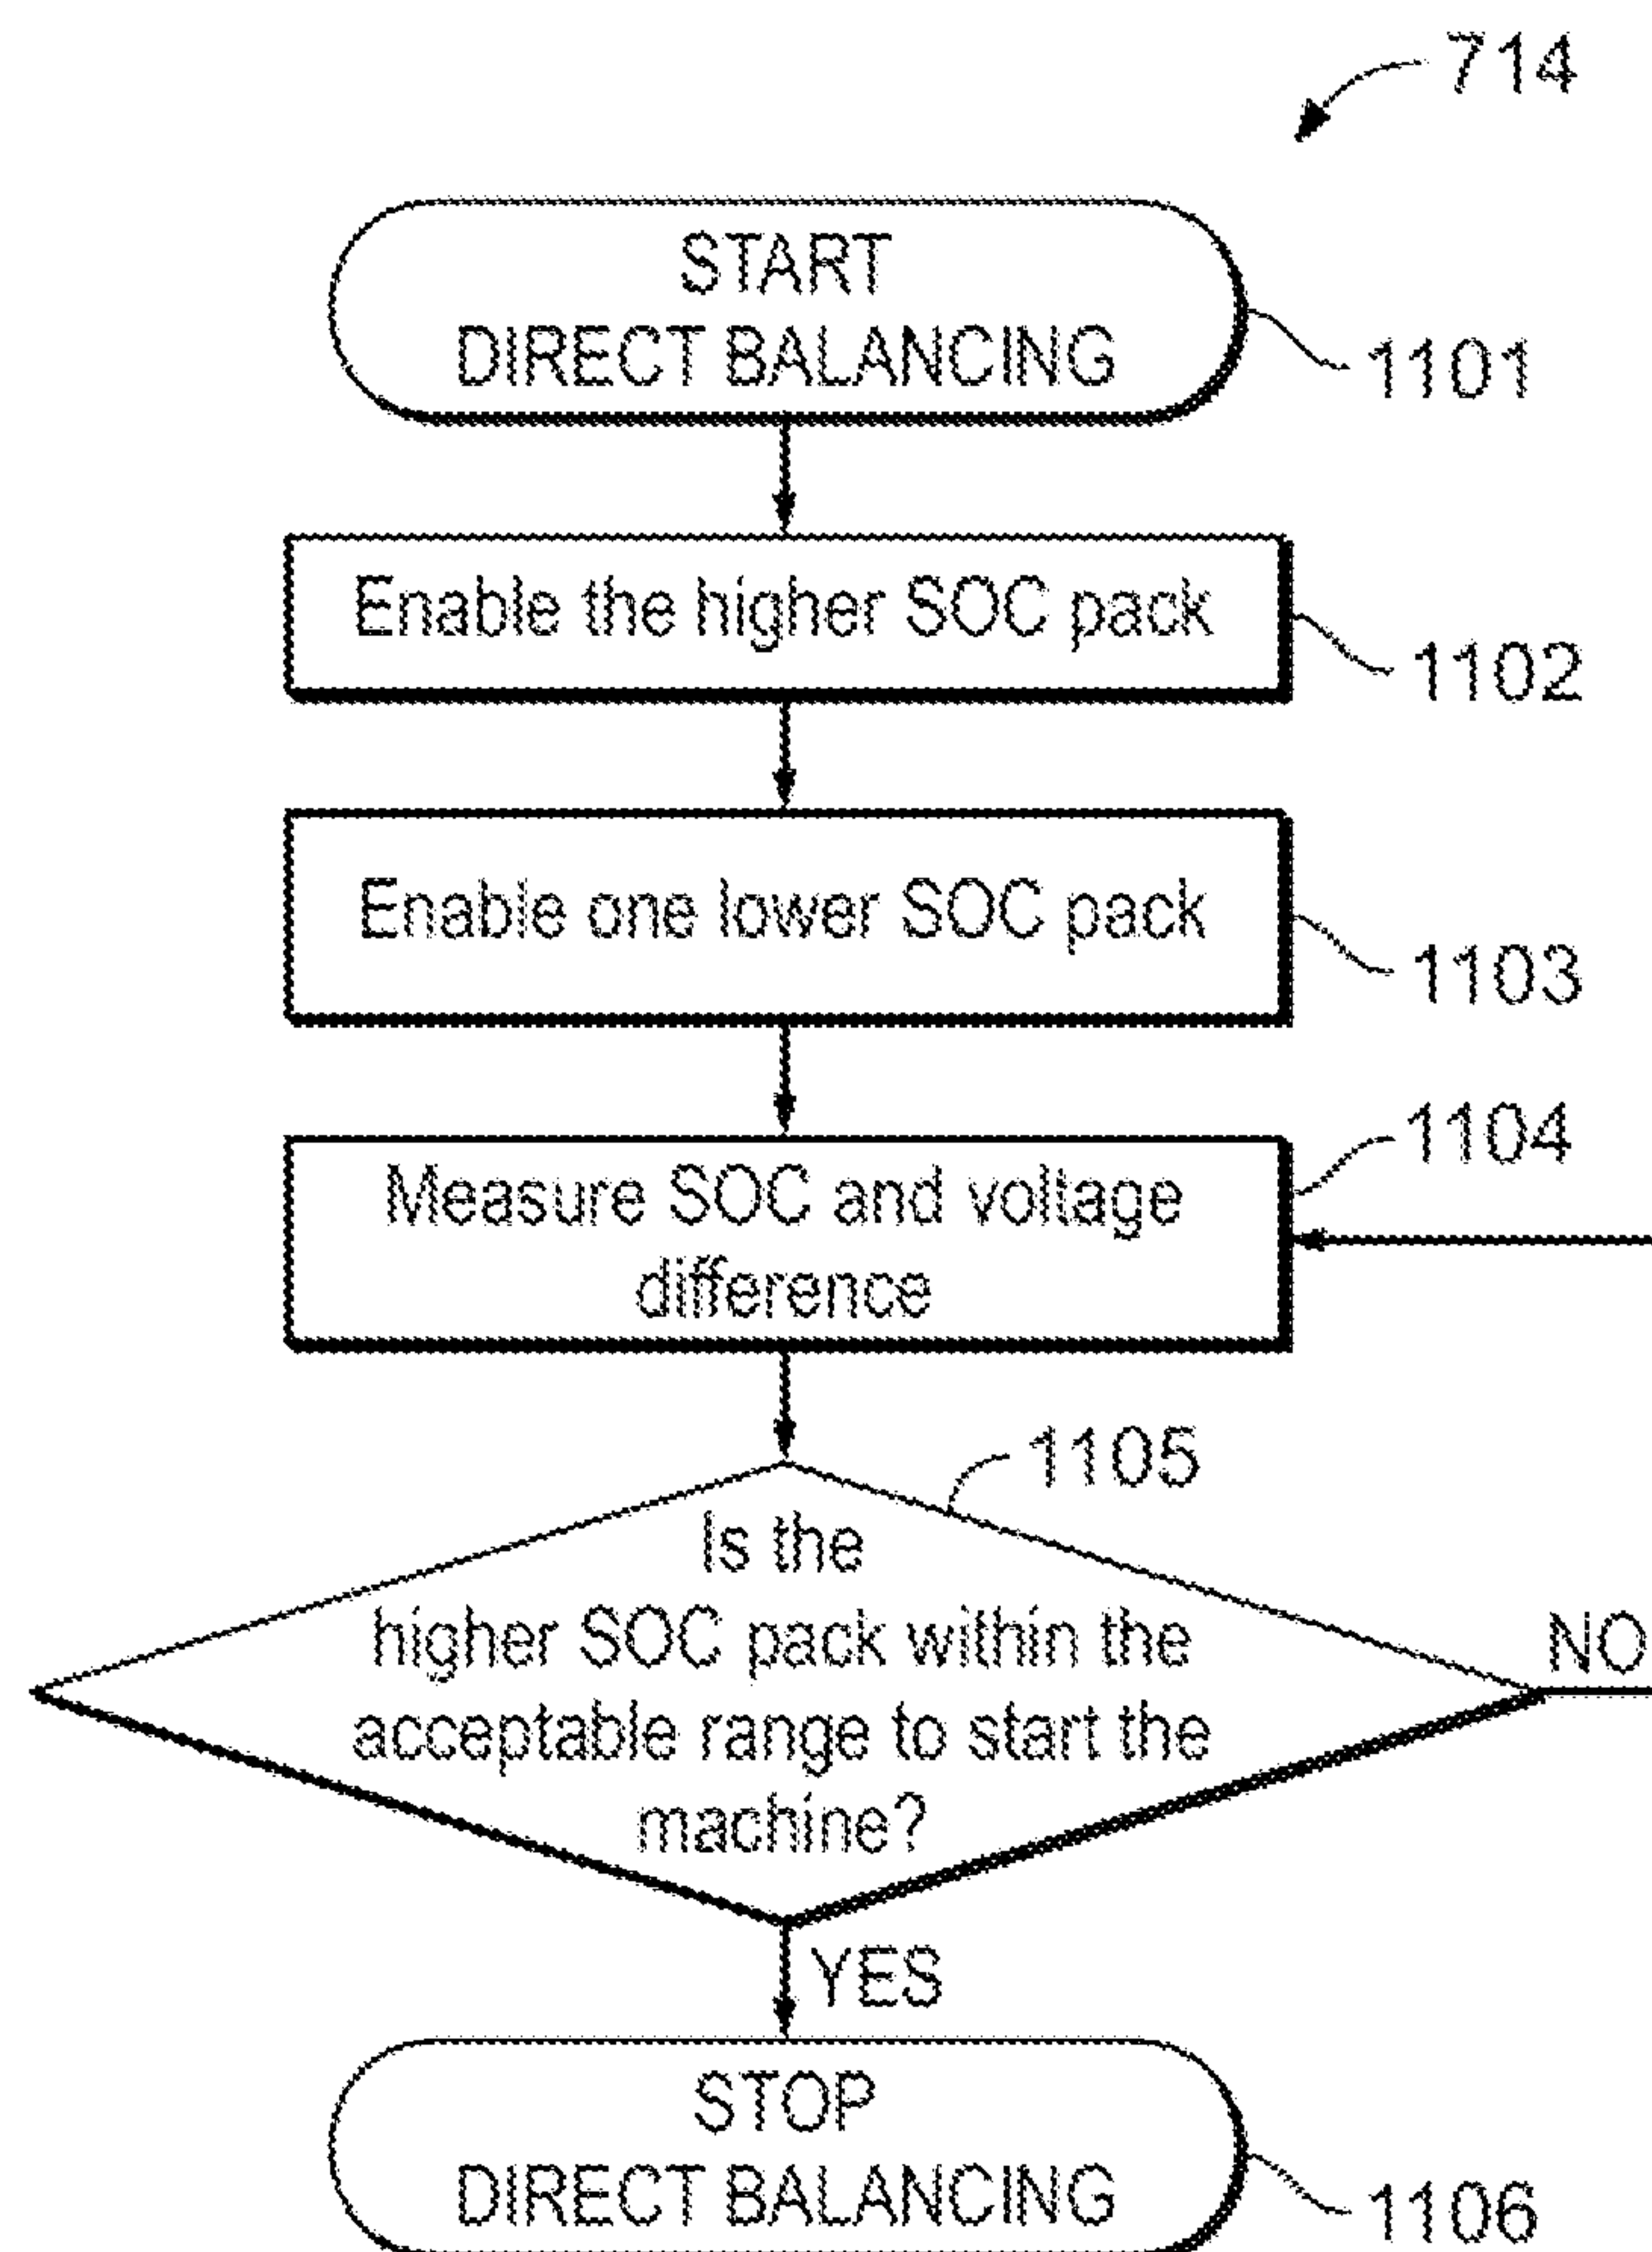 714
START
DIRECT BALANCING
1101
Enable the higher SOC pack
1102
Enable one lower SOC pack
1103
1104
Measure SOC and voltage
difference
1105
Is the
higher SOC pack within the
acceptable range to start the
machine?
NO
YES
STOP
DIRECT BALANCING
1106